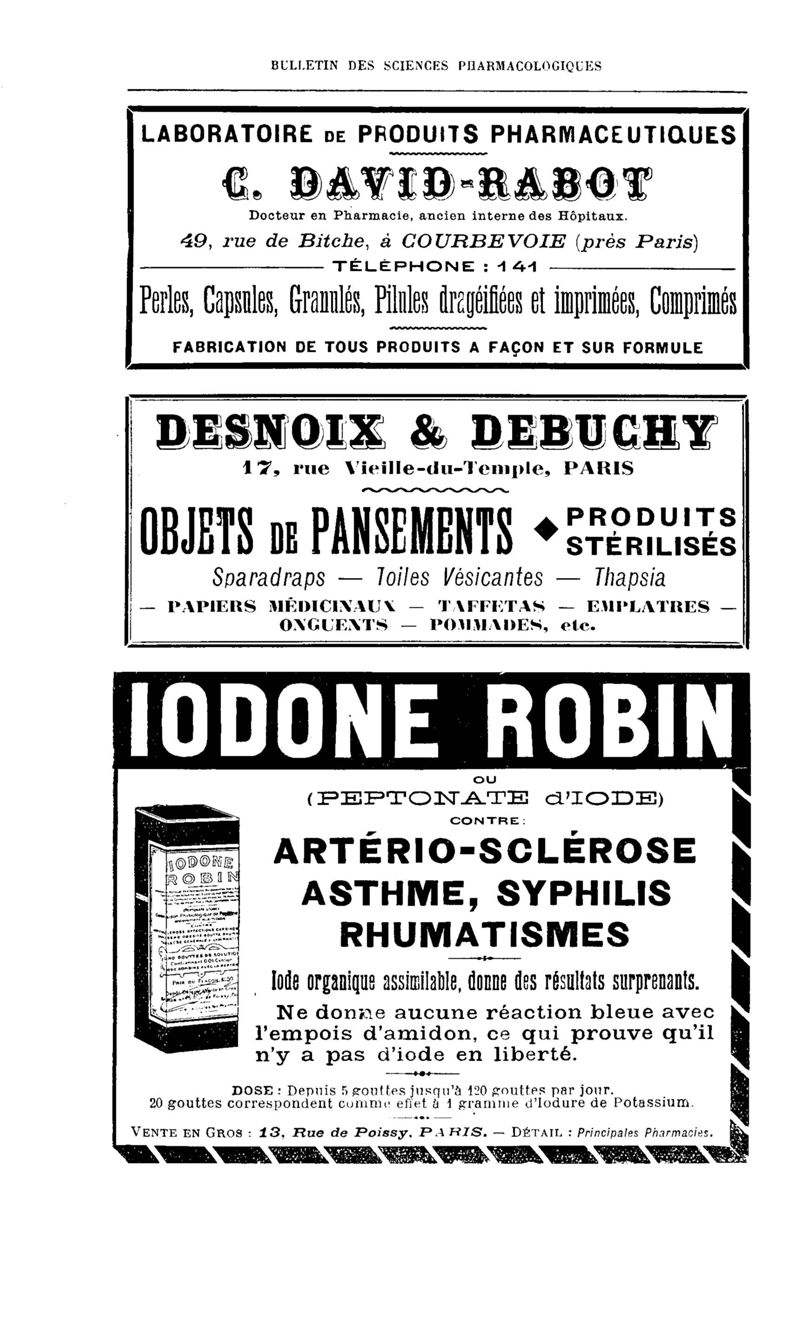 BULLETIN DES SCIENCES PHARMACOLOGIQUES
LABORATOIRE DE PRODUITS PHARMACEUTIQUES
C. DAVID-RABOT
Docteur en Pharmacie, ancien interne des Hôpitaux.
49, rue de Bitche, à COURBEVOIE (près Paris)
TÉLÉPHONE : 141
Perles, Capsules, Granulés, Pilules dragéifiées et imprimées, Comprimés
FABRICATION DE TOUS PRODUITS A FAÇON ET SUR FORMULE
DESNOIX & DEBUCHY
17, rue Vieille-du-Temple, PARIS
OBJETS DE PANSEMENTS ◆ PRODUITS STÉRILISÉS
Sparadraps — Toiles Vésicantes — Thapsia
— PAPIERS MÉDICINAUX — TAFFETAS — EMPLATRES —
ONGUENTS — POMMADES, etc.
IODONE ROBIN
OU
(PEPTONATE d'IODE)
CONTRE:
ARTÉRIO-SCLÉROSE
ASTHME, SYPHILIS
RHUMATISMES
Iode organique assimilable, donne des résultats surprenants.
Ne donne aucune réaction bleue avec
l'empois d'amidon, ce qui prouve qu'il
n'y a pas d'iode en liberté.
DOSE : Depuis 5 gouttes jusqu'à 120 gouttes par jour.
20 gouttes correspondent comme effet à 1 gramme d'Iodure de Potassium.
VENTE EN GROS : 13, Rue de Poissy, PARIS. — DÉTAIL : Principales Pharmacies.
IODONE
ROBIN